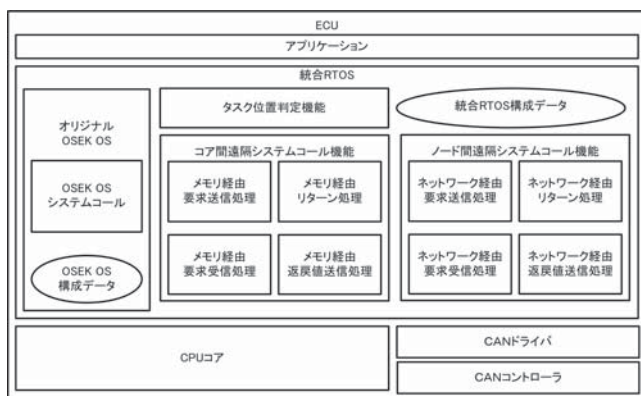 ECU
アプリケーション
統合RTOS
オリジナル
OSEK OS
OSEK OS
システムコール
OSEK OS
構成データ
タスク位置判定機能
統合RTOS構成データ
コア間遠隔システムコール機能
メモリ経由
要求送信処理
メモリ経由
リターン処理
メモリ経由
要求受信処理
メモリ経由
返戻値送信処理
ノード間遠隔システムコール機能
ネットワーク経由
要求送信処理
ネットワーク経由
リターン処理
ネットワーク経由
要求受信処理
ネットワーク経由
返戻値送信処理
CPUコア
CANドライバ
CANコントローラ